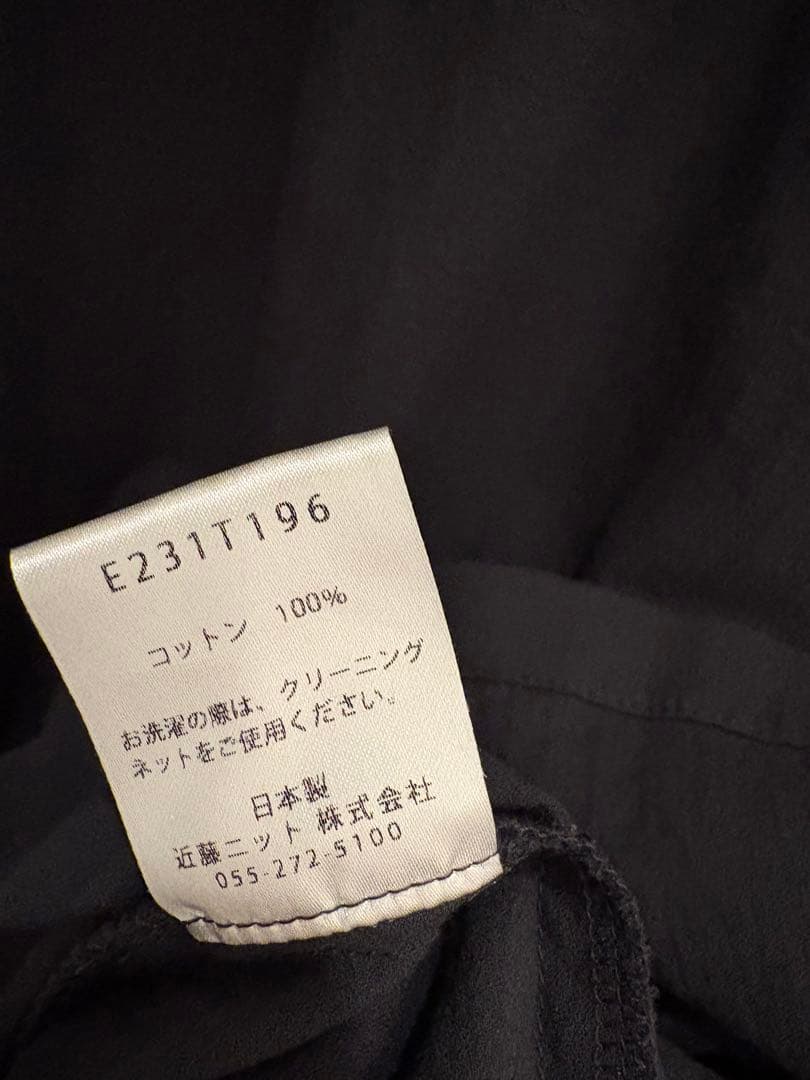 E231T196
コットン 100%
お洗濯の際は、クリーニング
ネットをご使用ください。
日本製
近藤ニット 株式会社
055-272-5100